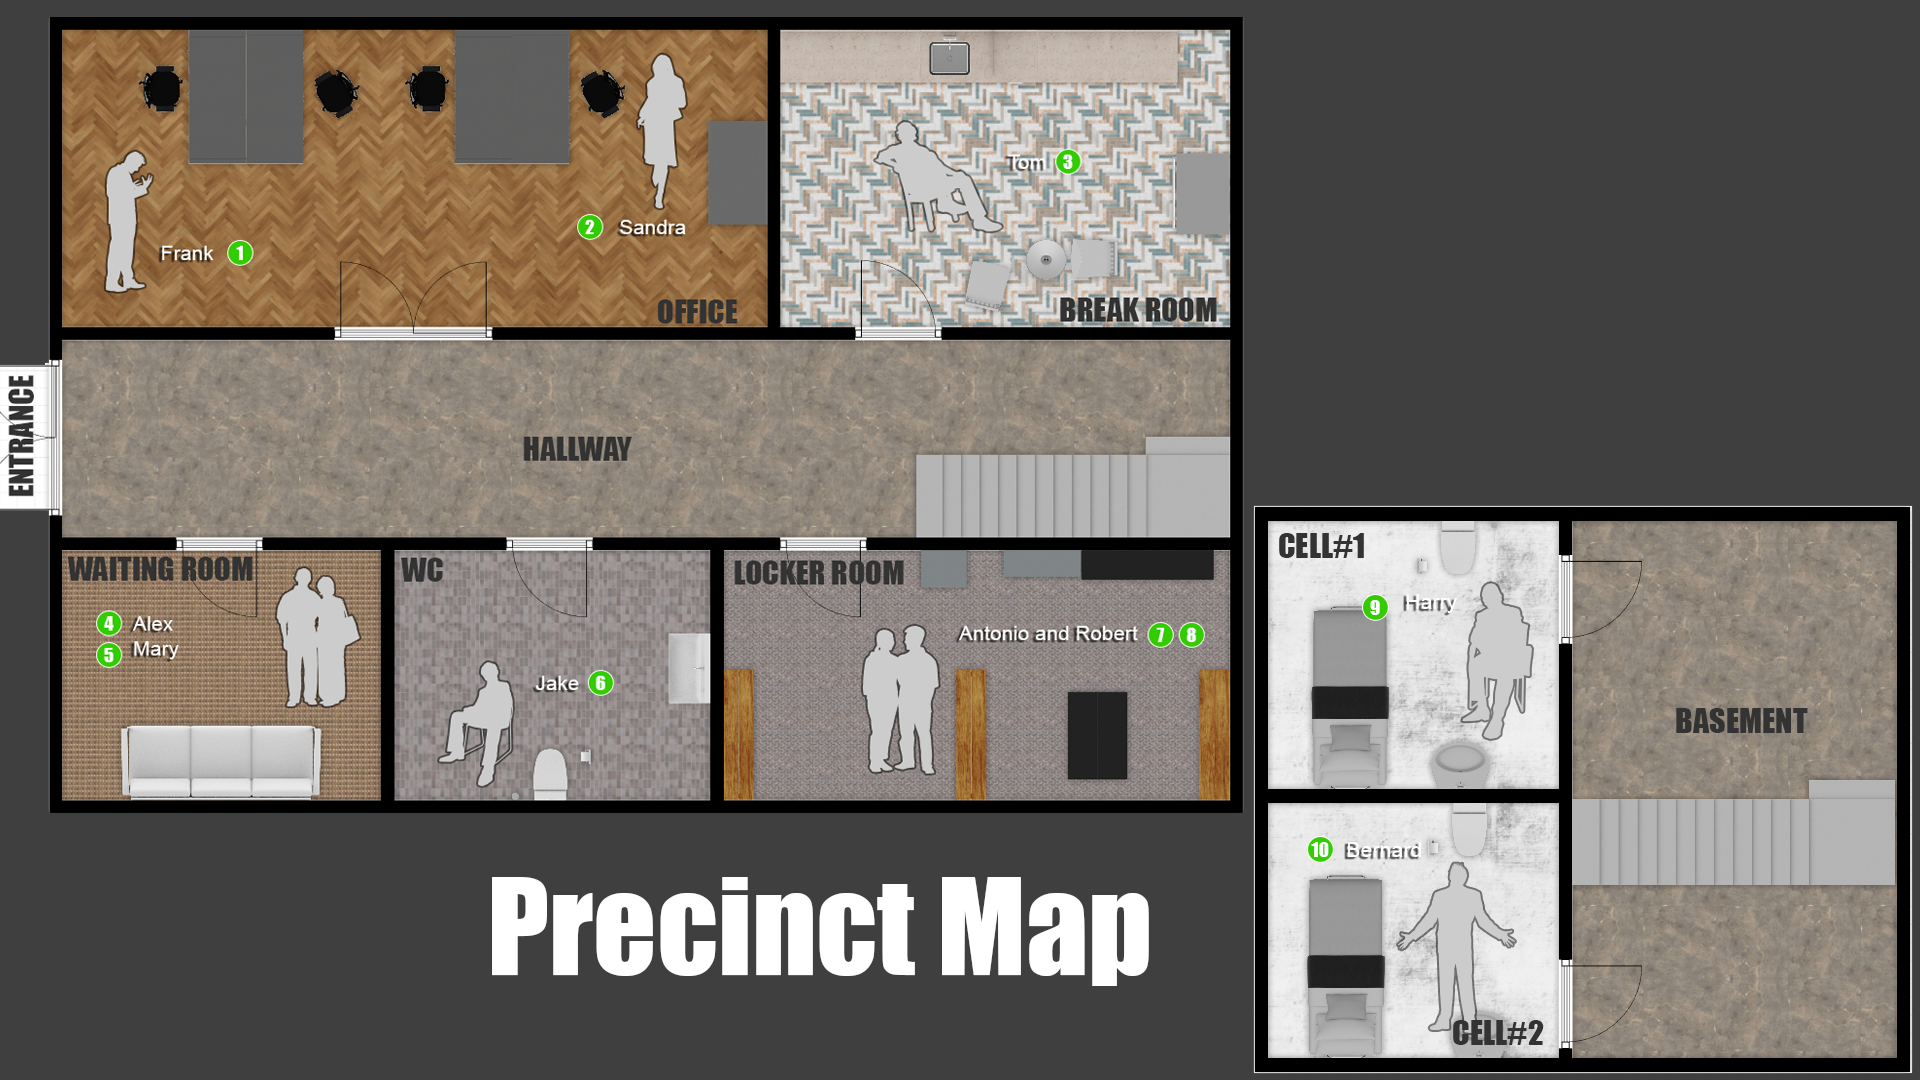 Frank 1
2 Sandra
OFFICE
Tom 3
BREAK ROOM
ENTRANCE
HALLWAY
WAITING ROOM
4 Alex
5 Mary
WC
Jake 6
LOCKER ROOM
Antonio and Robert 7 8
CELL#1
9 Harry
BASEMENT
10 Bernard
CELL#2
Precinct Map